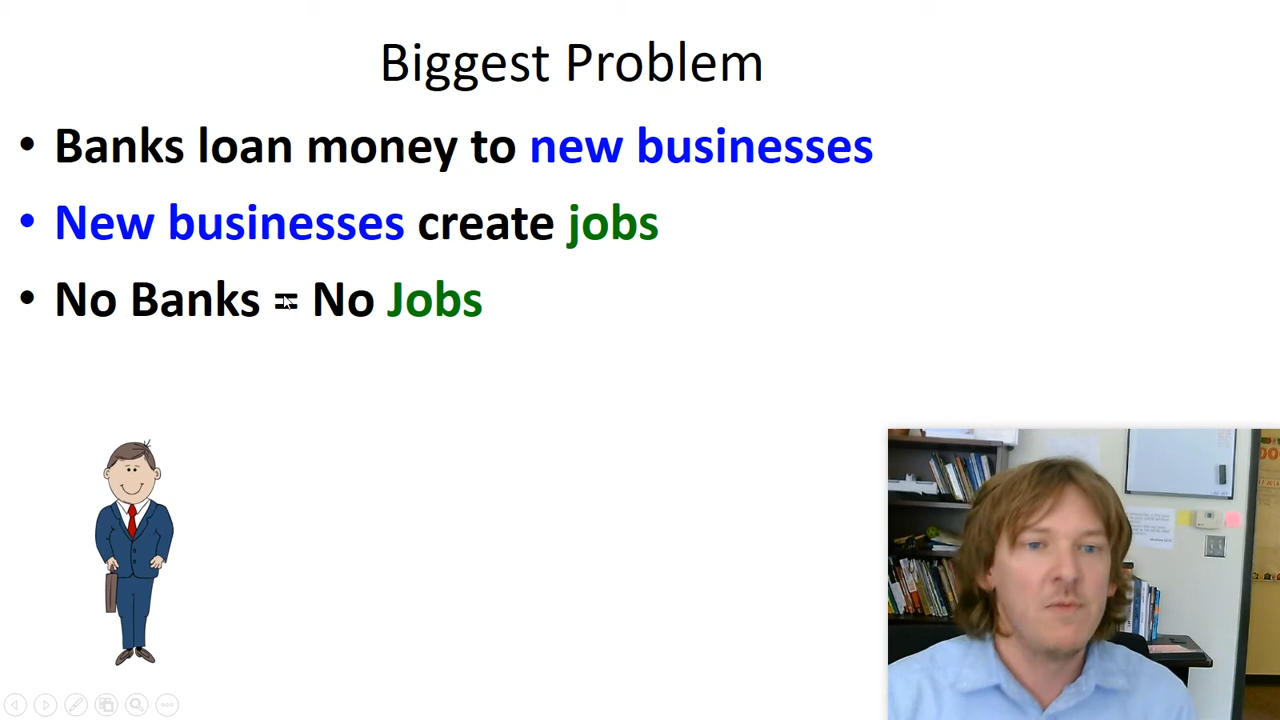 Biggest Problem
• Banks loan money to new businesses
• New businesses create jobs
• No Banks = No Jobs